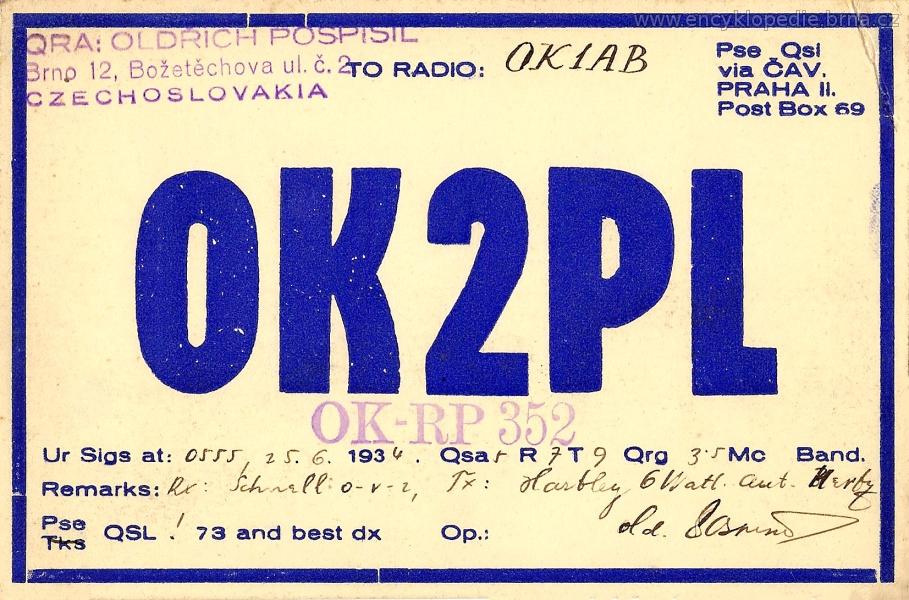 www.encyklopedie.brna.cz
QRA: OLDRICH POSPISIL
Brno 12, Božetěchova ul. č. 2
CZECHOSLOVAKIA
TO RADIO: OK1AB
Pse Qsl
via ČAV.
PRAHA II.
Post Box 69
OK2PL
OK-RP 352
Ur Sigs at: 0555, 25. 6. 1934. Qsa 5 R 7 T 9 Qrg 3.5 Mc Band.
Remarks: Rx: Schnell o-v-2, Tx: Hartley 6 Watt. Ant.
Pse
Tks
QSL! 73 and best dx Op.: Old.